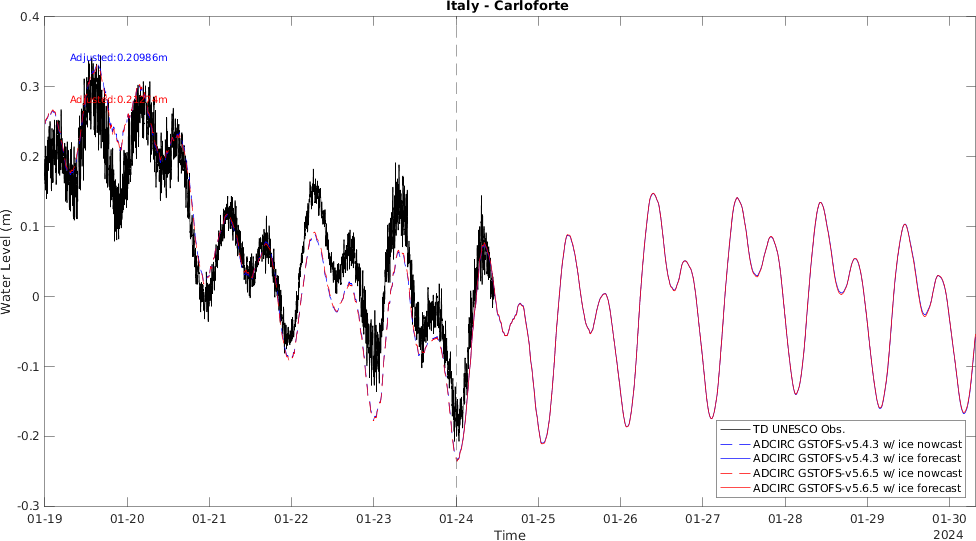 Italy - Carloforte
Adjusted:0.20986m
Water Level (m)
0.4
0.3
0.2
0.1
0
-0.1
-0.2
-0.3
TD UNESCO Obs.
ADCIRC GSTOFS-v5.4.3 w/ ice nowcast
ADCIRC GSTOFS-v5.4.3 w/ ice forecast
ADCIRC GSTOFS-v5.6.5 w/ ice nowcast
ADCIRC GSTOFS-v5.6.5 w/ ice forecast
01-19 01-20 01-21 01-22 01-23 01-24 01-25 01-26 01-27 01-28 01-29 01-30
Time
2024